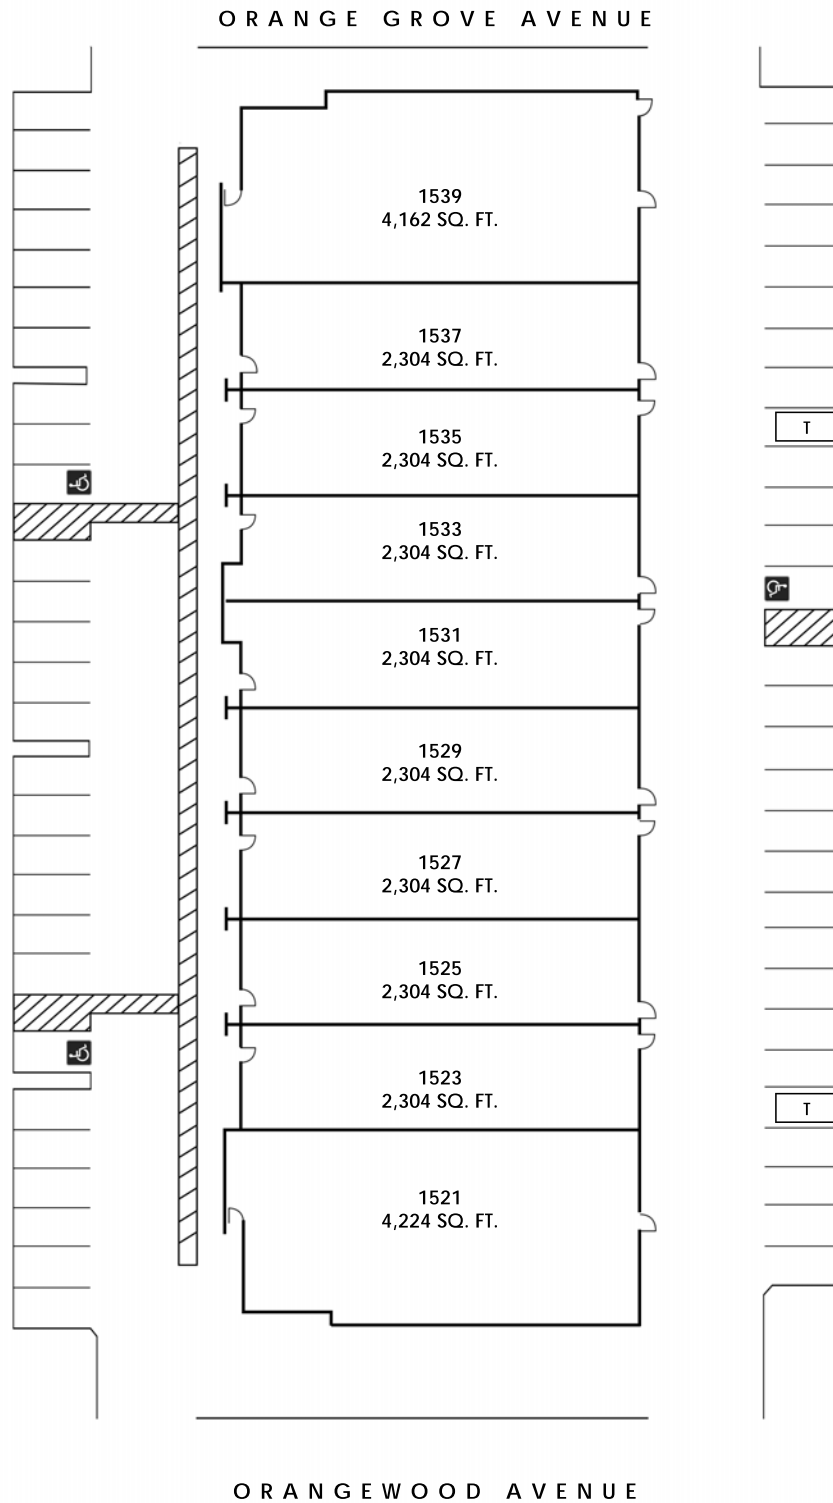 ORANGE GROVE AVENUE
1539
4,162 SQ. FT.
1537
2,304 SQ. FT.
T
1535
2,304 SQ. FT.
1533
2,304 SQ. FT.
1531
2,304 SQ. FT.
1529
2,304 SQ. FT.
1527
2,304 SQ. FT.
1525
2,304 SQ. FT.
1523
2,304 SQ. FT.
T
1521
4,224 SQ. FT.
ORANGEWOOD AVENUE